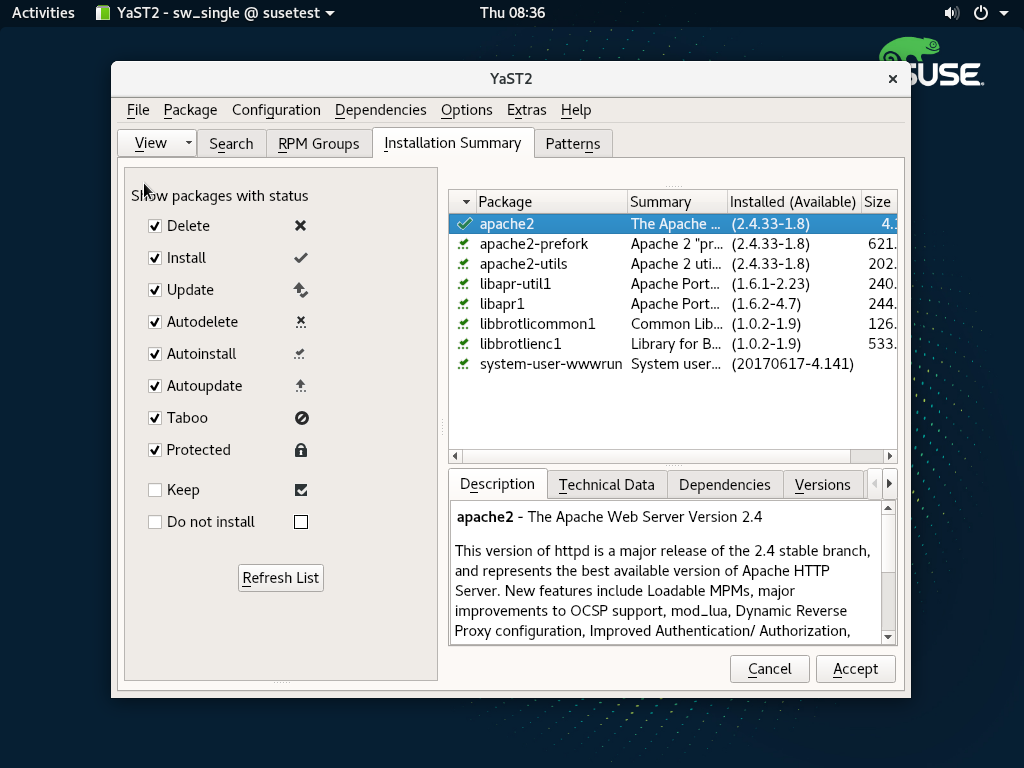 Activities YaST2 - sw_single @ susetest Thu 08:36
SUSE
YaST2
File Package Configuration Dependencies Options Extras Help
View Search RPM Groups Installation Summary Patterns
Show packages with status
Delete
Install
Update
Autodelete
Autoinstall
Autoupdate
Taboo
Protected
Keep
Do not install
Refresh List
Package Summary Installed (Available) Size
apache2 The Apache ... (2.4.33-1.8) 4.
apache2-prefork Apache 2 "pr... (2.4.33-1.8) 621.
apache2-utils Apache 2 uti... (2.4.33-1.8) 202.
libapr-util1 Apache Port... (1.6.1-2.23) 240.
libapr1 Apache Port... (1.6.2-4.7) 244.
libbrotlicommon1 Common Lib... (1.0.2-1.9) 126.
libbrotlienc1 Library for B... (1.0.2-1.9) 533.
system-user-wwwrun System user... (20170617-4.141)
Description Technical Data Dependencies Versions
apache2 - The Apache Web Server Version 2.4
This version of httpd is a major release of the 2.4 stable branch,
and represents the best available version of Apache HTTP
Server. New features include Loadable MPMs, major
improvements to OCSP support, mod_lua, Dynamic Reverse
Proxy configuration, Improved Authentication/ Authorization,
Cancel Accept